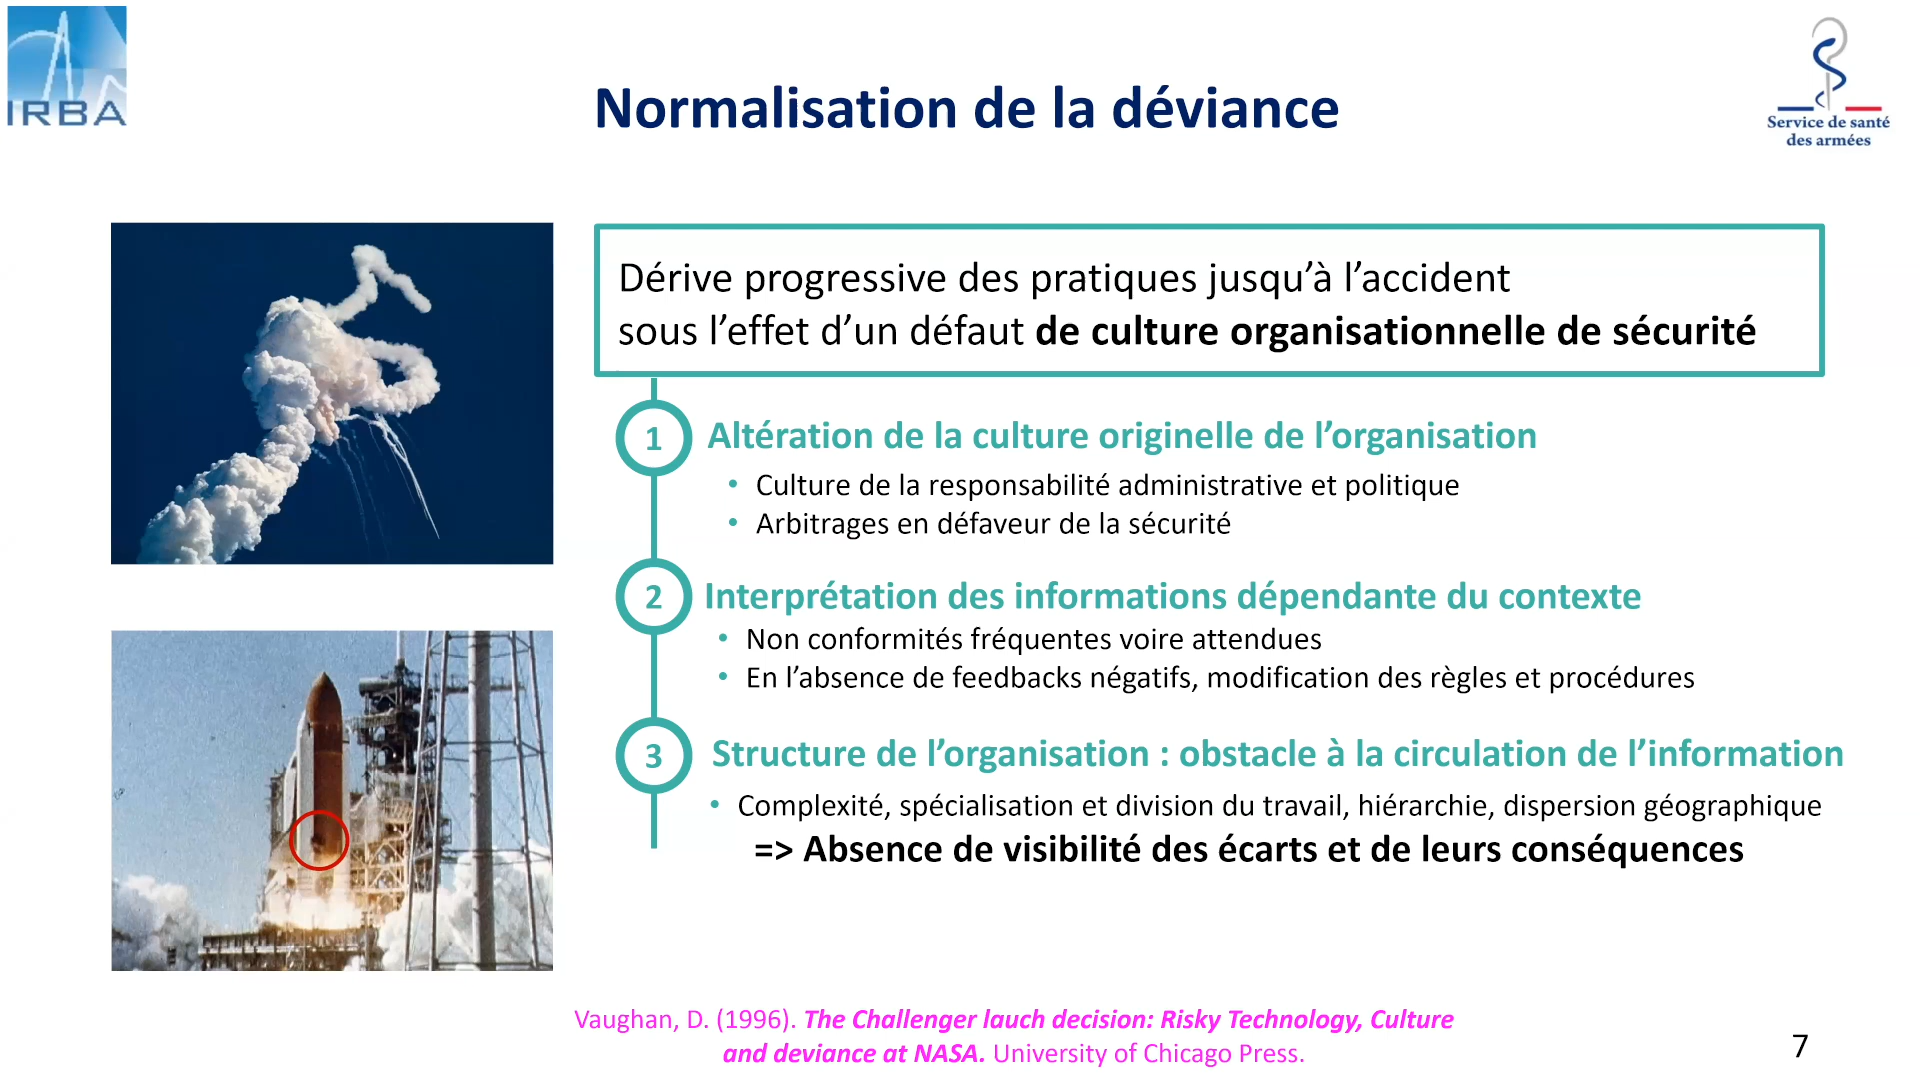 IRBA
Service de santé
des armées
Normalisation de la déviance
Dérive progressive des pratiques jusqu’à l’accident
sous l’effet d’un défaut de culture organisationnelle de sécurité
1 Altération de la culture originelle de l’organisation
• Culture de la responsabilité administrative et politique
• Arbitrages en défaveur de la sécurité
2 Interprétation des informations dépendante du contexte
• Non conformités fréquentes voire attendues
• En l’absence de feedbacks négatifs, modification des règles et procédures
3 Structure de l’organisation : obstacle à la circulation de l’information
• Complexité, spécialisation et division du travail, hiérarchie, dispersion géographique
=> Absence de visibilité des écarts et de leurs conséquences
Vaughan, D. (1996). The Challenger lauch decision: Risky Technology, Culture
and deviance at NASA. University of Chicago Press.
7